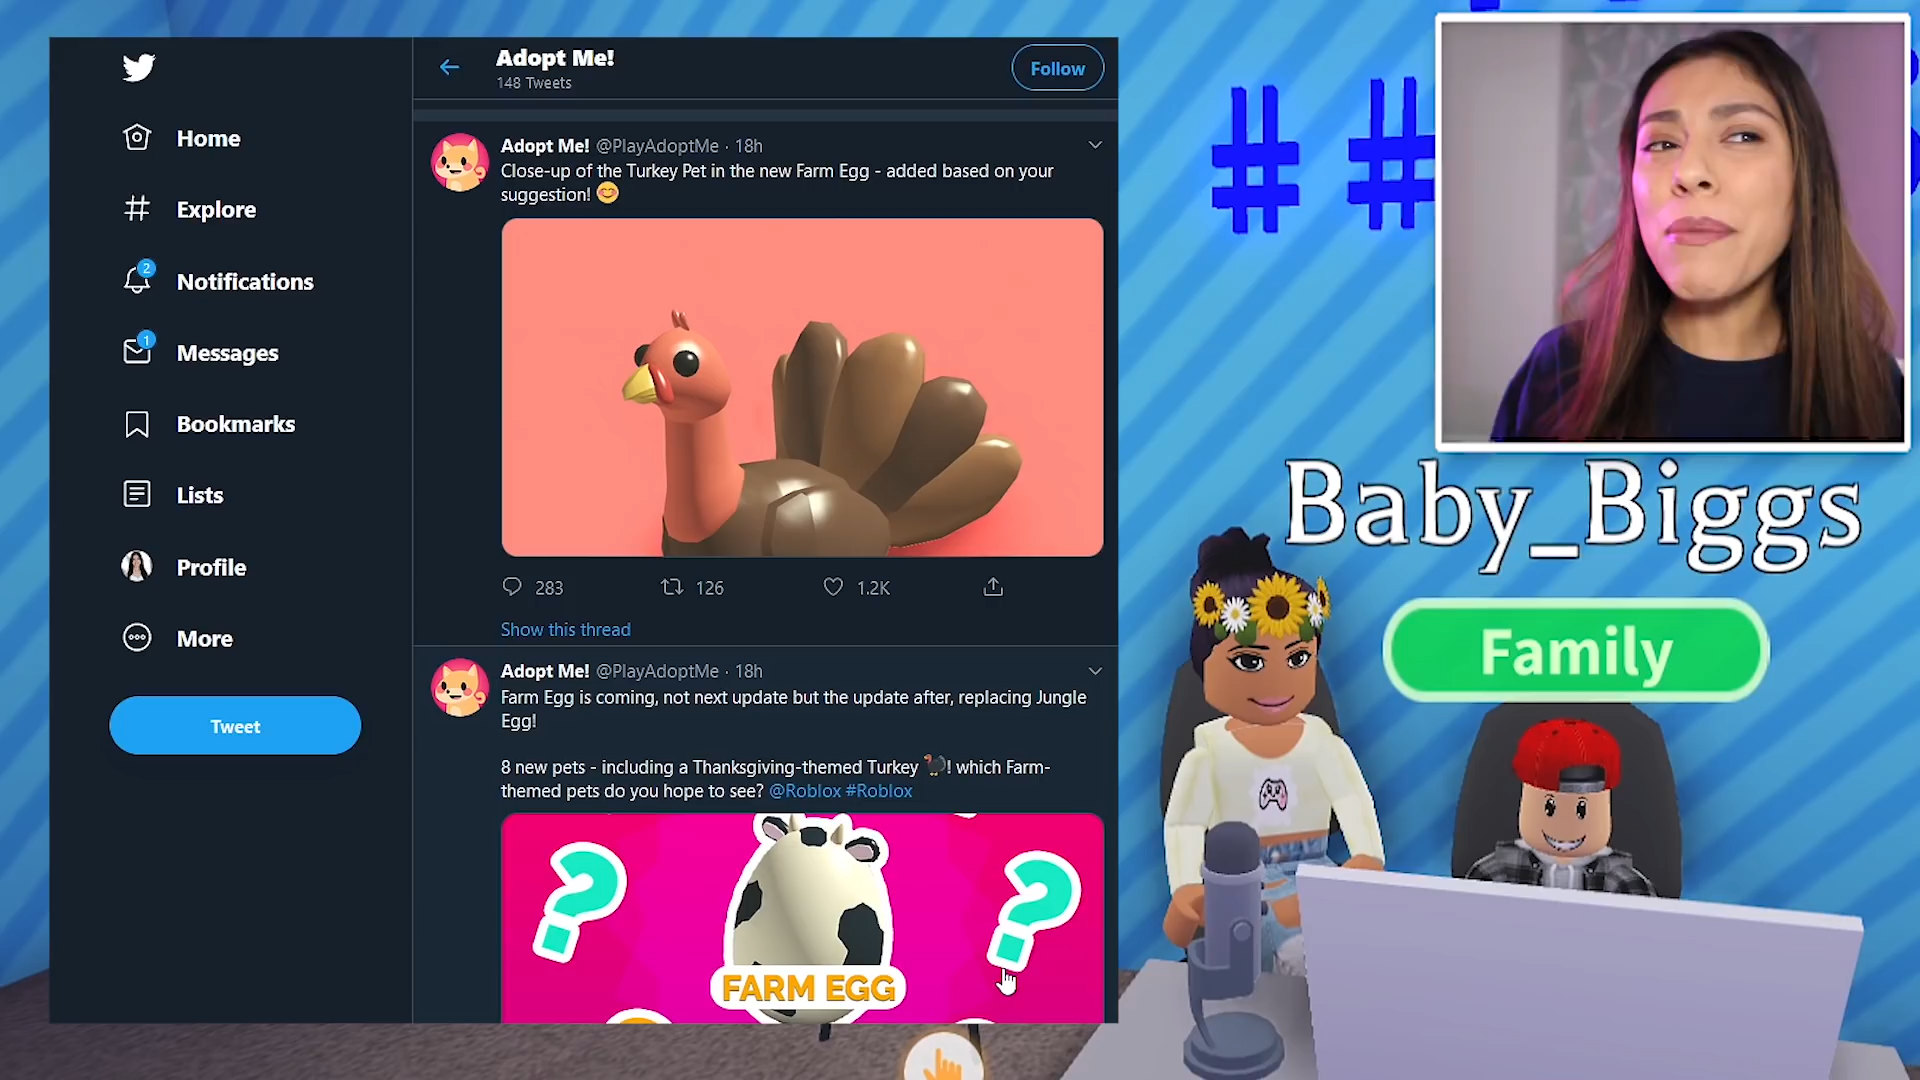 Home
Explore
2
Notifications
1
Messages
Bookmarks
Lists
Profile
More
Tweet
Adopt Me!
148 Tweets
Follow
Adopt Me! @PlayAdoptMe · 18h
Close-up of the Turkey Pet in the new Farm Egg - added based on your
suggestion! 😊
283
126
1.2K
Show this thread
Adopt Me! @PlayAdoptMe · 18h
Farm Egg is coming, not next update but the update after, replacing Jungle
Egg!
8 new pets - including a Thanksgiving-themed Turkey 🦃! which Farm-
themed pets do you hope to see? @Roblox #Roblox
? ?
FARM EGG
# #
Baby_Biggs
Family